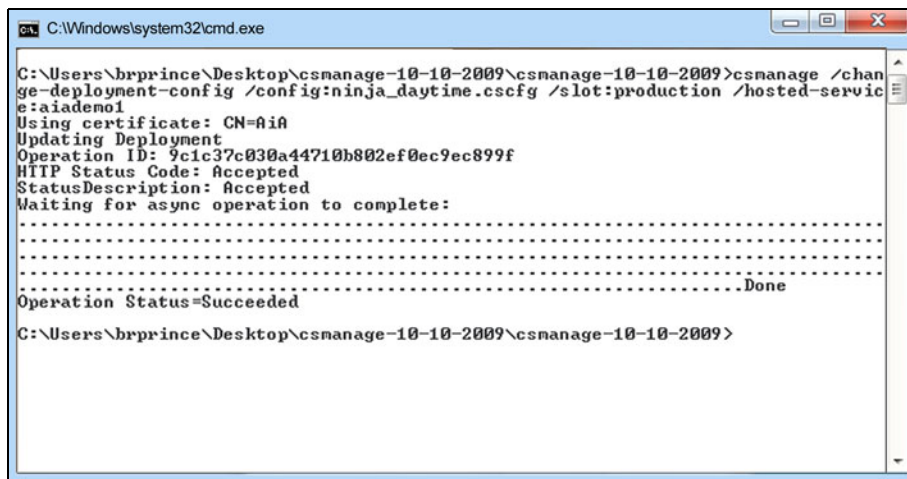 C:\Windows\system32\cmd.exe
C:\Users\brprince\Desktop\csmanage-10-10-2009\csmanage-10-10-2009>csmanage /chan
ge-deployment-config /config:ninja_daytime.cscfg /slot:production /hosted-servic
e:aiademo1
Using certificate: CN=AiA
Updating Deployment
Operation ID: 9c1c37c030a44710b802ef0ec9ec899f
HTTP Status Code: Accepted
StatusDescription: Accepted
Waiting for async operation to complete:
................................................................................
................................................................................
................................................................................
................................................................................
...................................................................Done
Operation Status=Succeeded
C:\Users\brprince\Desktop\csmanage-10-10-2009\csmanage-10-10-2009>